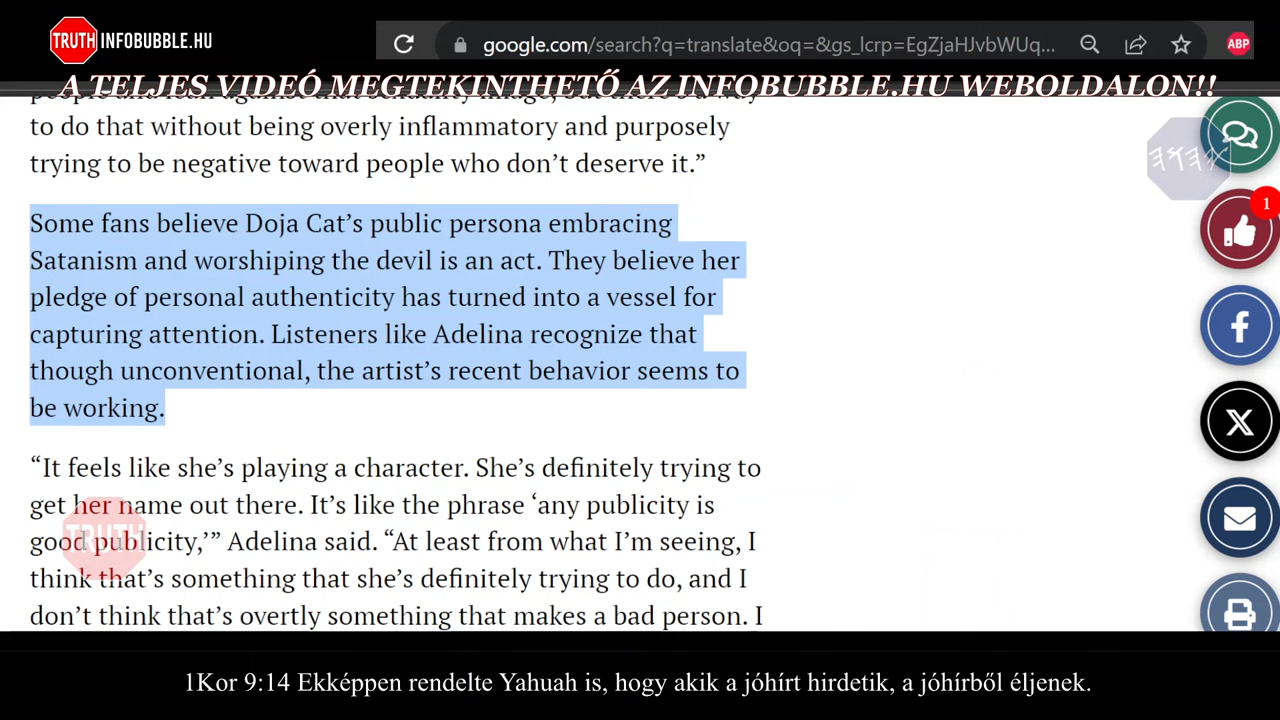 TRUTH INFOBUBBLE.HU
google.com/search?q=translate&oq=&gs_lcrp=EgZjaHJvbWUq...
ABP
A TELJES VIDEÓ MEGTEKINTHETŐ AZ INFOBUBBLE.HU WEBOLDALON!!
to do that without being overly inflammatory and purposely
trying to be negative toward people who don’t deserve it.”
1
Some fans believe Doja Cat’s public persona embracing
Satanism and worshiping the devil is an act. They believe her
pledge of personal authenticity has turned into a vessel for
capturing attention. Listeners like Adelina recognize that
though unconventional, the artist’s recent behavior seems to
be working.
“It feels like she’s playing a character. She’s definitely trying to
get her name out there. It’s like the phrase ‘any publicity is
good publicity,’” Adelina said. “At least from what I’m seeing, I
think that’s something that she’s definitely trying to do, and I
don’t think that’s overtly something that makes a bad person. I
TRUTH
1Kor 9:14 Ekképpen rendelte Yahuah is, hogy akik a jóhírt hirdetik, a jóhírből éljenek.